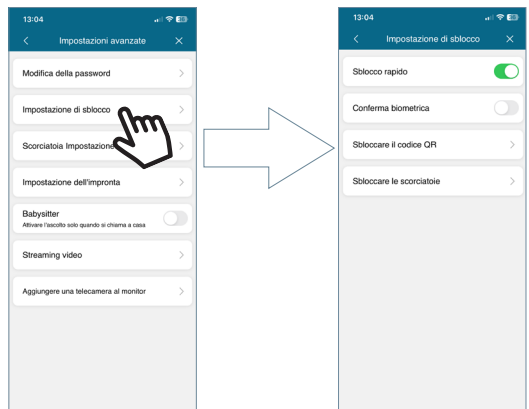 13:04
Impostazioni avanzate
Modifica della password
Impostazione di sblocco
Scorciatoia Impostazione
Impostazione dell'impronta
Babysitter
Attivare l'ascolto solo quando si chiama a casa
Streaming video
Aggiungere una telecamera al monitor
13:04
Impostazione di sblocco
Sblocco rapido
Conferma biometrica
Sbloccare il codice QR
Sbloccare le scorciatoie